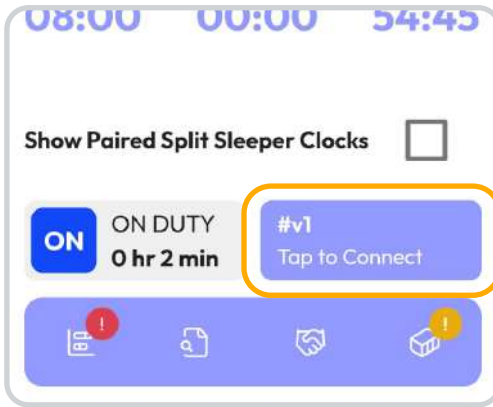 08:00 00:00 54:45
Show Paired Split Sleeper Clocks
ON
ON DUTY
0 hr 2 min
#v1
Tap to Connect
!
!